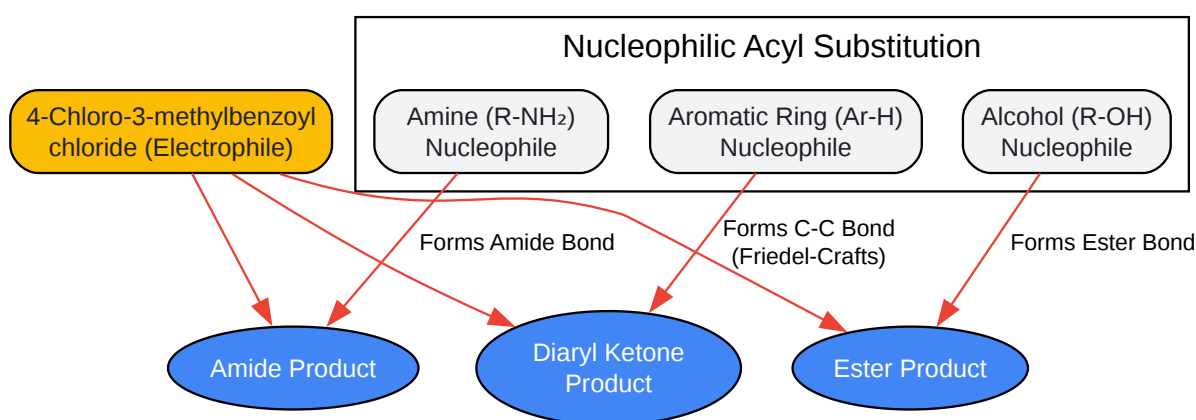 Nucleophilic Acyl Substitution
4-Chloro-3-methylbenzoyl
chloride (Electrophile)
Amine (R-NH₂)
Nucleophile
Aromatic Ring (Ar-H)
Nucleophile
Alcohol (R-OH)
Nucleophile
Forms Amide Bond
Forms C-C Bond
(Friedel-Crafts)
Forms Ester Bond
Amide Product
Diaryl Ketone
Product
Ester Product